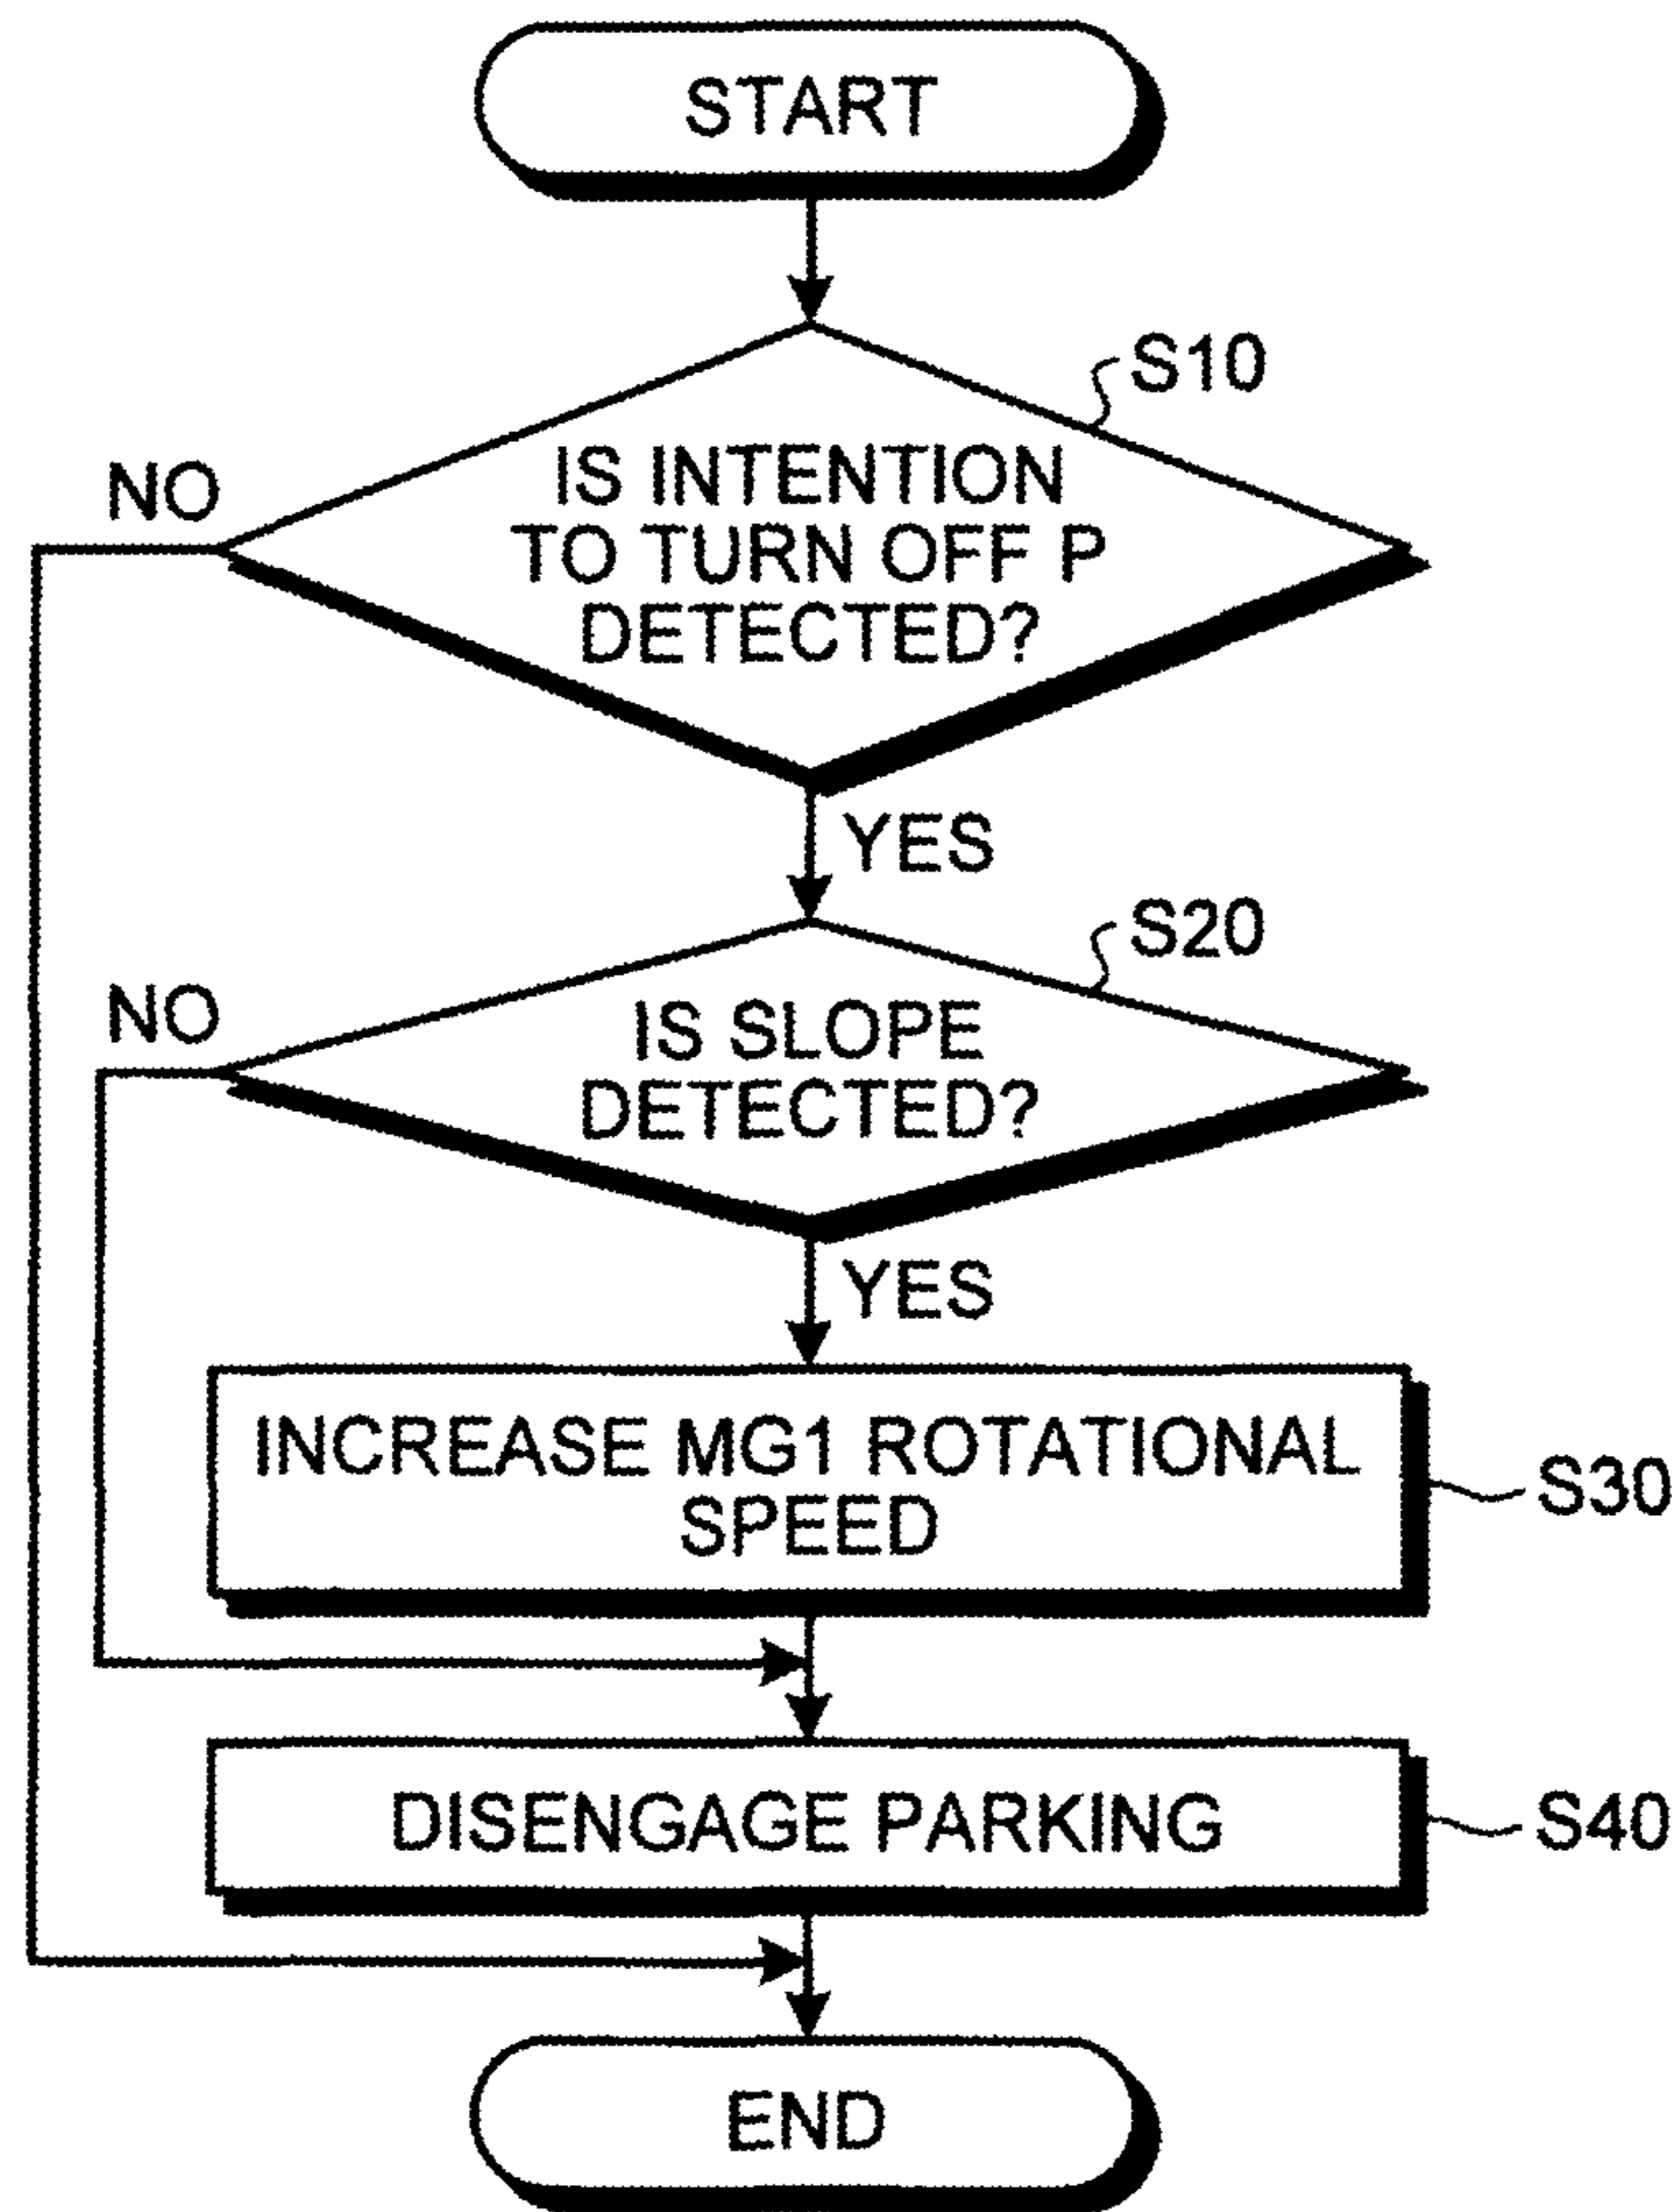 START
S10
IS INTENTION
TO TURN OFF P
DETECTED?
NO
YES
S20
IS SLOPE
DETECTED?
NO
YES
INCREASE MG1 ROTATIONAL
SPEED
S30
DISENGAGE PARKING
S40
END